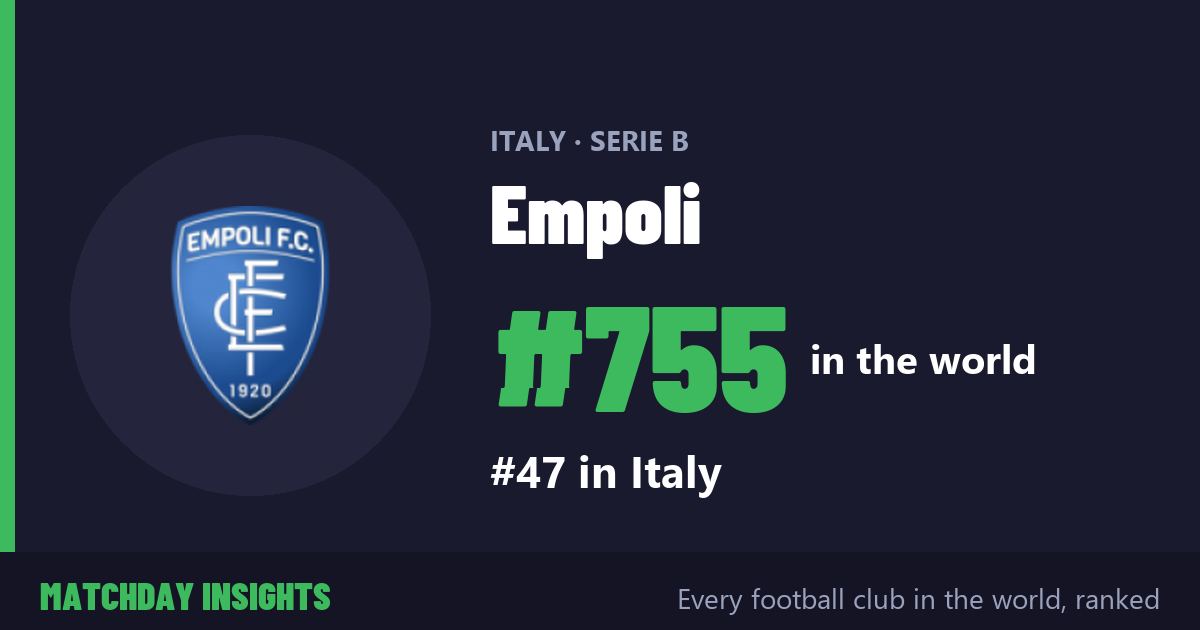 ITALY · SERIE B
Empoli
EMPOLI F.C.
1920
#755 in the world
#47 in Italy
MATCHDAY INSIGHTS
Every football club in the world, ranked